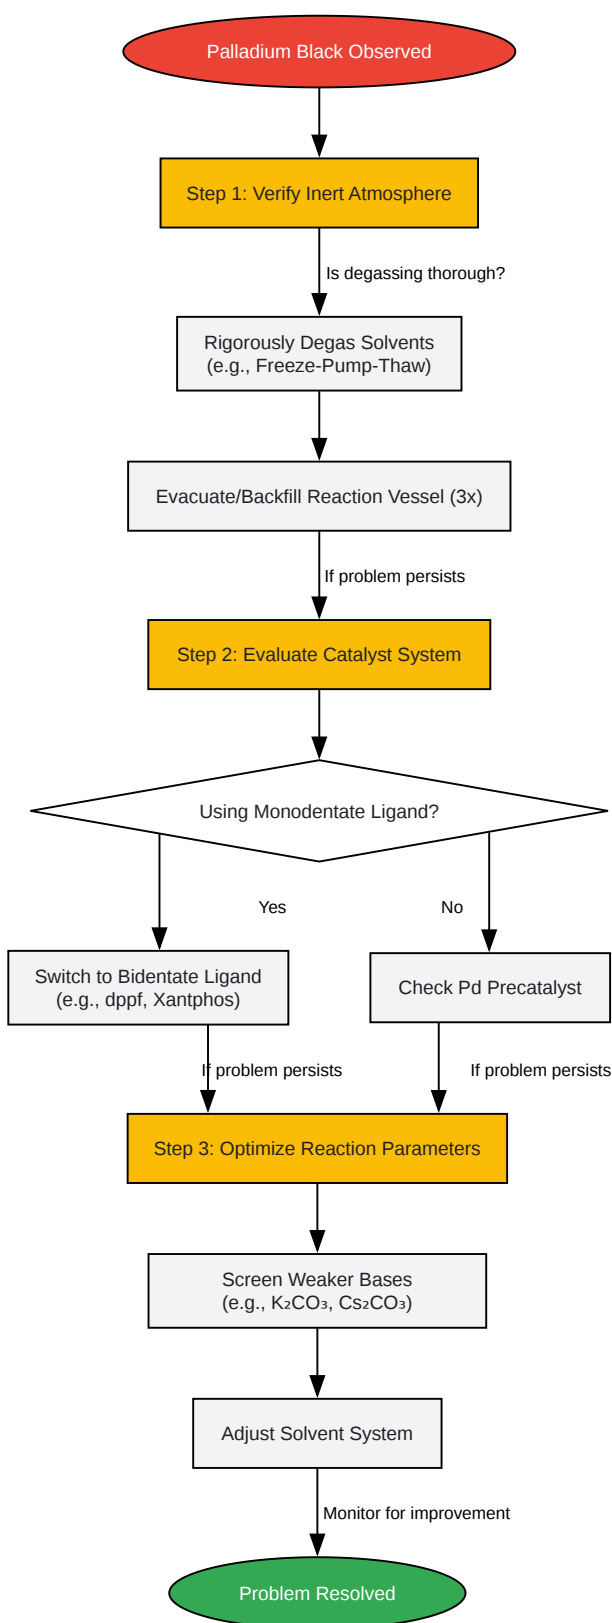 Palladium Black Observed
Step 1: Verify Inert Atmosphere
Is degassing thorough?
Rigorously Degas Solvents
(e.g., Freeze-Pump-Thaw)
Evacuate/Backfill Reaction Vessel (3x)
If problem persists
Step 2: Evaluate Catalyst System
Using Monodentate Ligand?
Yes
No
Switch to Bidentate Ligand
(e.g., dppf, Xantphos)
Check Pd Precatalyst
If problem persists
If problem persists
Step 3: Optimize Reaction Parameters
Screen Weaker Bases
(e.g., K₂CO₃, Cs₂CO₃)
Adjust Solvent System
Monitor for improvement
Problem Resolved